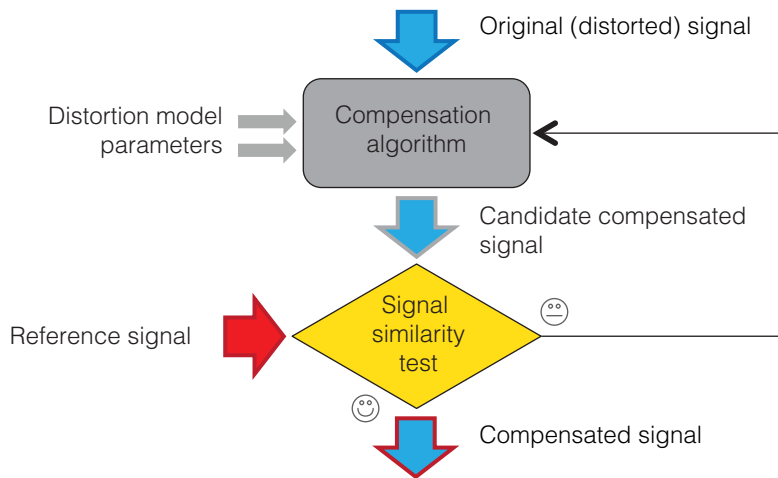 Original (distorted) signal
Distortion model
parameters
Compensation
algorithm
Candidate compensated
signal
Reference signal
Signal
similarity
test
Compensated signal